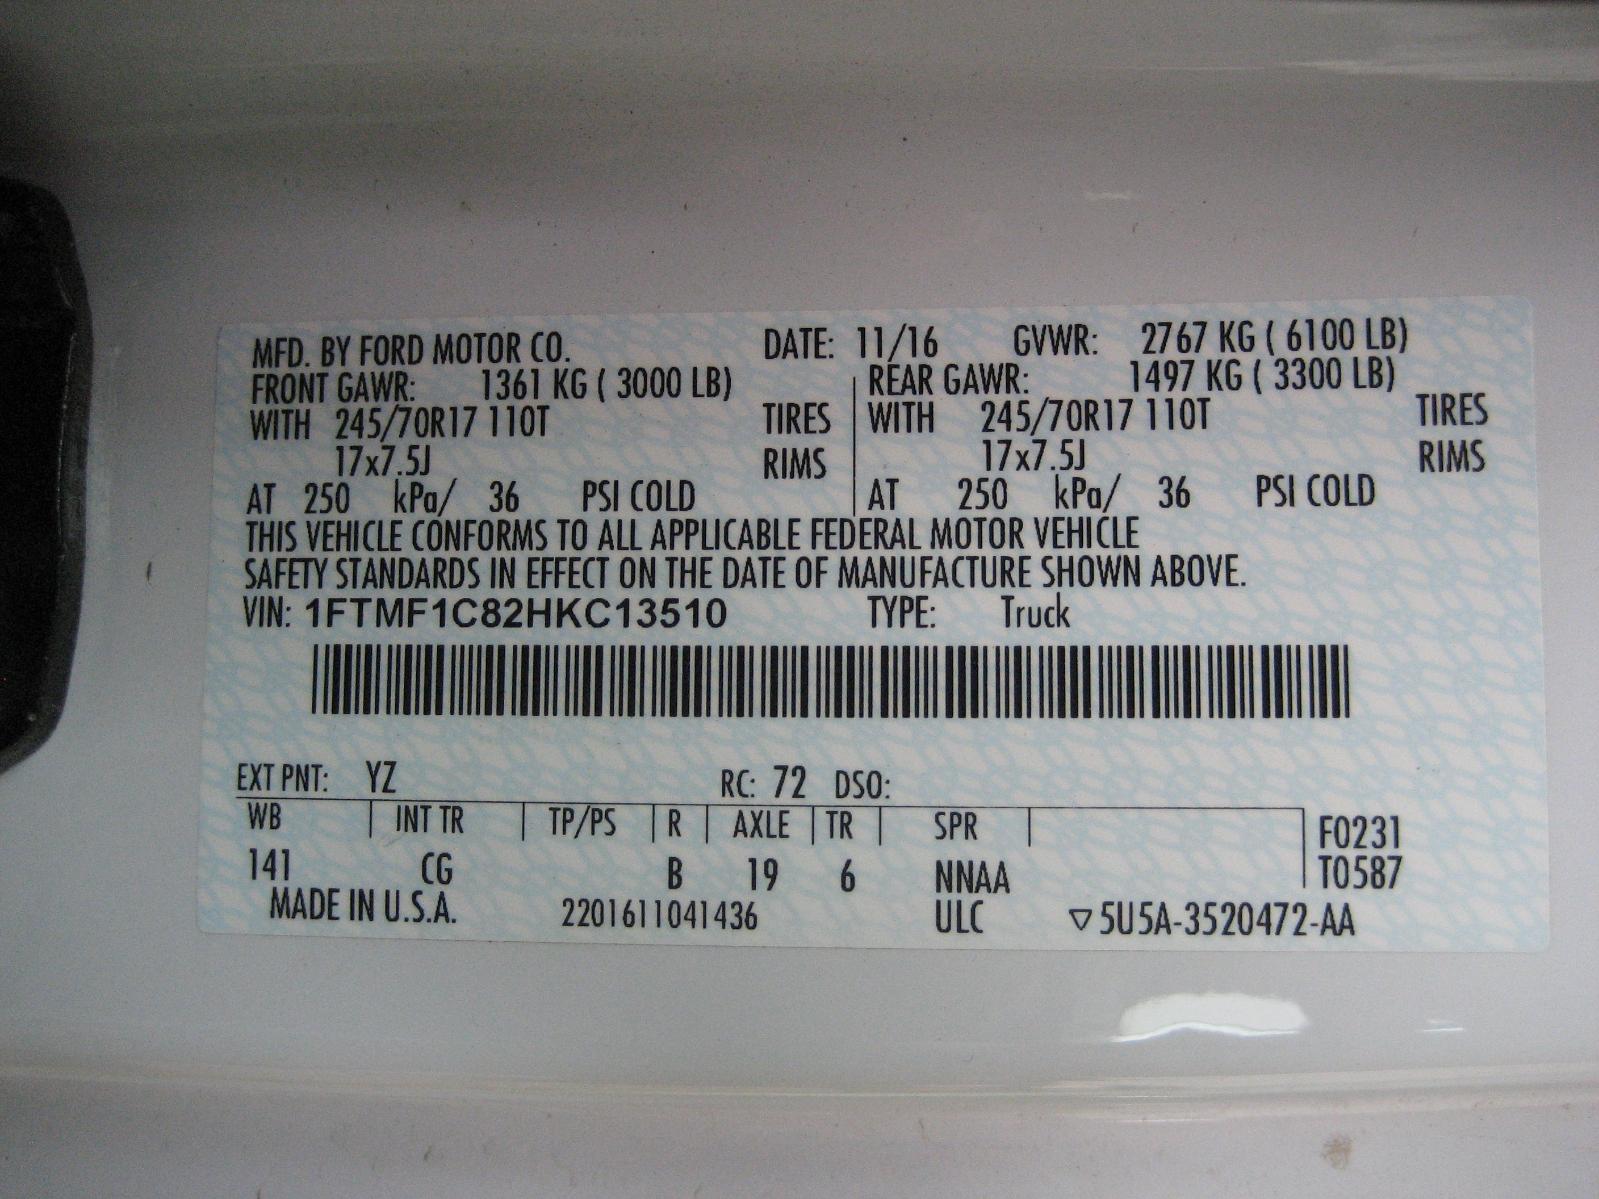 MFD. BY FORD MOTOR CO. DATE: 11/16 GVWR: 2767 KG ( 6100 LB)
FRONT GAWR: 1361 KG ( 3000 LB) REAR GAWR: 1497 KG ( 3300 LB)
WITH 245/70R17 110T TIRES WITH 245/70R17 110T TIRES
17x7.5J RIMS 17x7.5J RIMS
AT 250 kPa/ 36 PSI COLD AT 250 kPa/ 36 PSI COLD
THIS VEHICLE CONFORMS TO ALL APPLICABLE FEDERAL MOTOR VEHICLE
SAFETY STANDARDS IN EFFECT ON THE DATE OF MANUFACTURE SHOWN ABOVE.
VIN: 1FTMF1C82HKC13510 TYPE: Truck
EXT PNT: YZ RC: 72 DSO:
WB INT TR TP/PS R AXLE TR SPR F0231
141 CG B 19 6 NNAA T0587
MADE IN U.S.A. 2201611041436 ULC ▽5U5A-3520472-AA